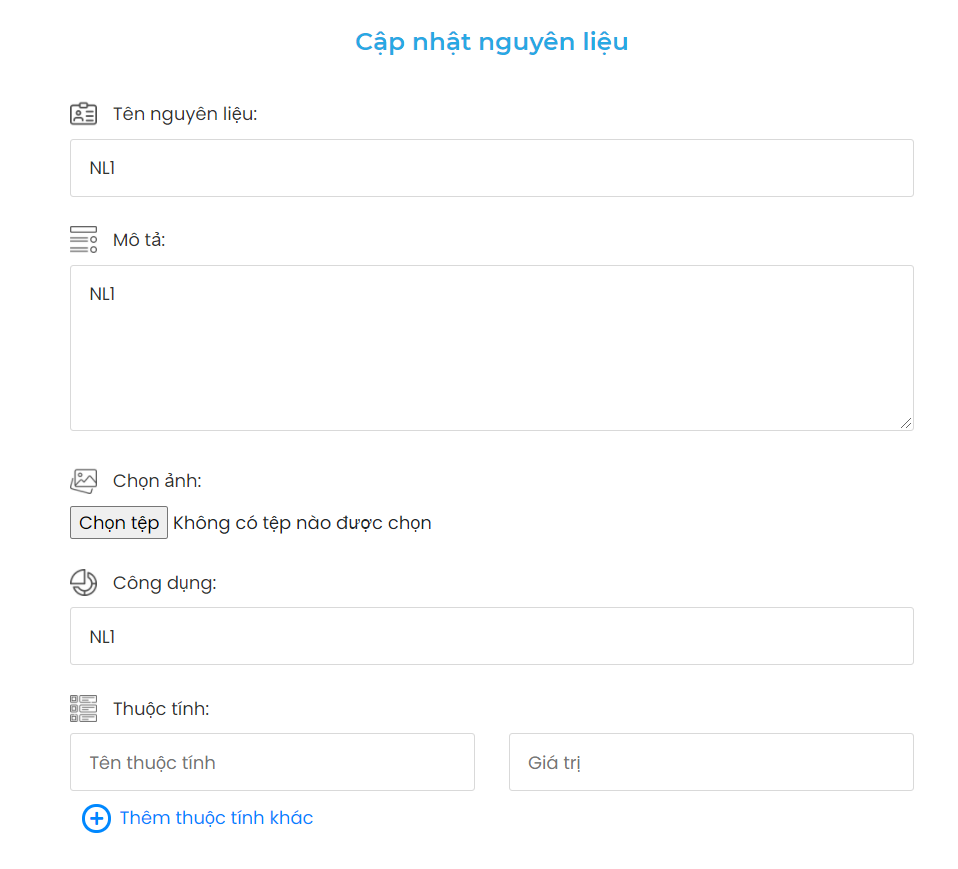 Cập nhật nguyên liệu
Tên nguyên liệu:
NL1
Mô tả:
NL1
Chọn ảnh:
Chọn tệp Không có tệp nào được chọn
Công dụng:
NL1
Thuộc tính:
Tên thuộc tính Giá trị
Thêm thuộc tính khác